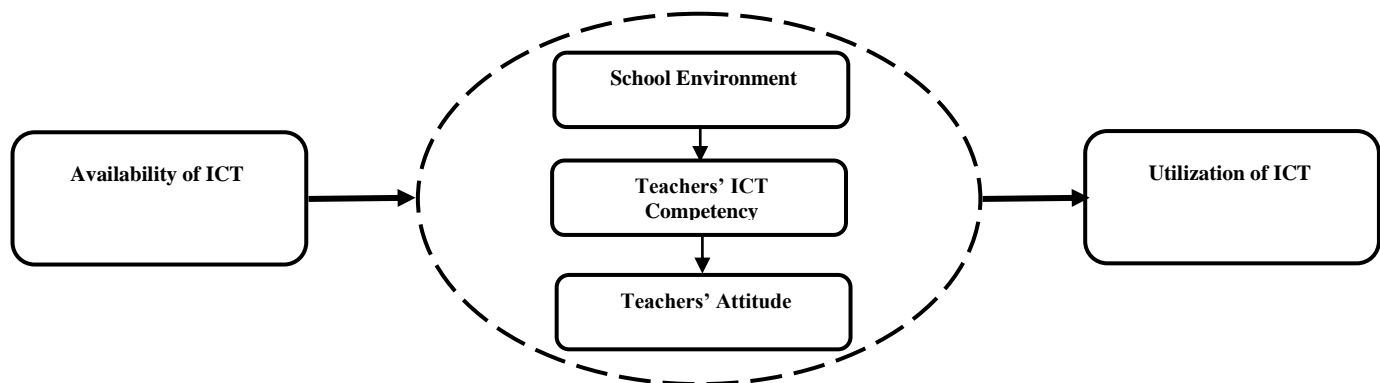 School Environment
Availability of ICT
Teachers’ ICT
Competency
Utilization of ICT
Teachers’ Attitude